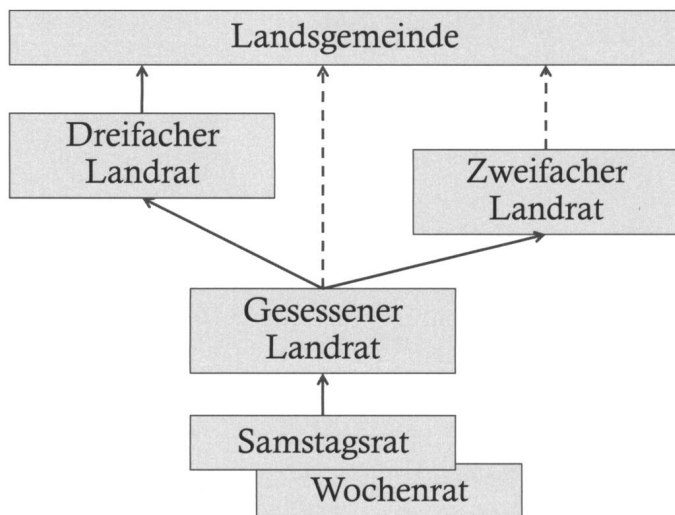 Landsgemeinde
Dreifacher
Landrat
Zweifacher
Landrat
Gesessener
Landrat
Samstagsrat
Wochenrat